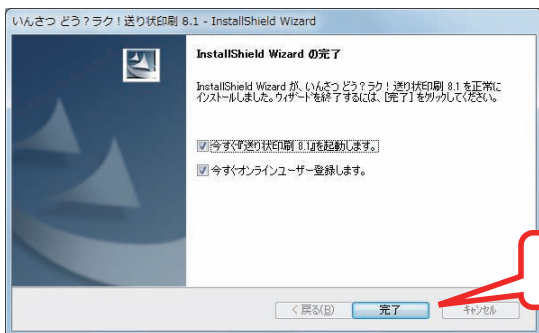 いんさつ どう？ラク！送り状印刷 8.1 - InstallShield Wizard
InstallShield Wizard の完了
InstallShield Wizard が、いんさつ どう？ラク！送り状印刷 8.1 を正常に
インストールしました。ウィザードを終了するには、[完了] をクリックしてください。
今すぐ『送り状印刷 8.1』を起動します。
今すぐオンラインユーザー登録します。
< 戻る(B)
完了
キャンセル